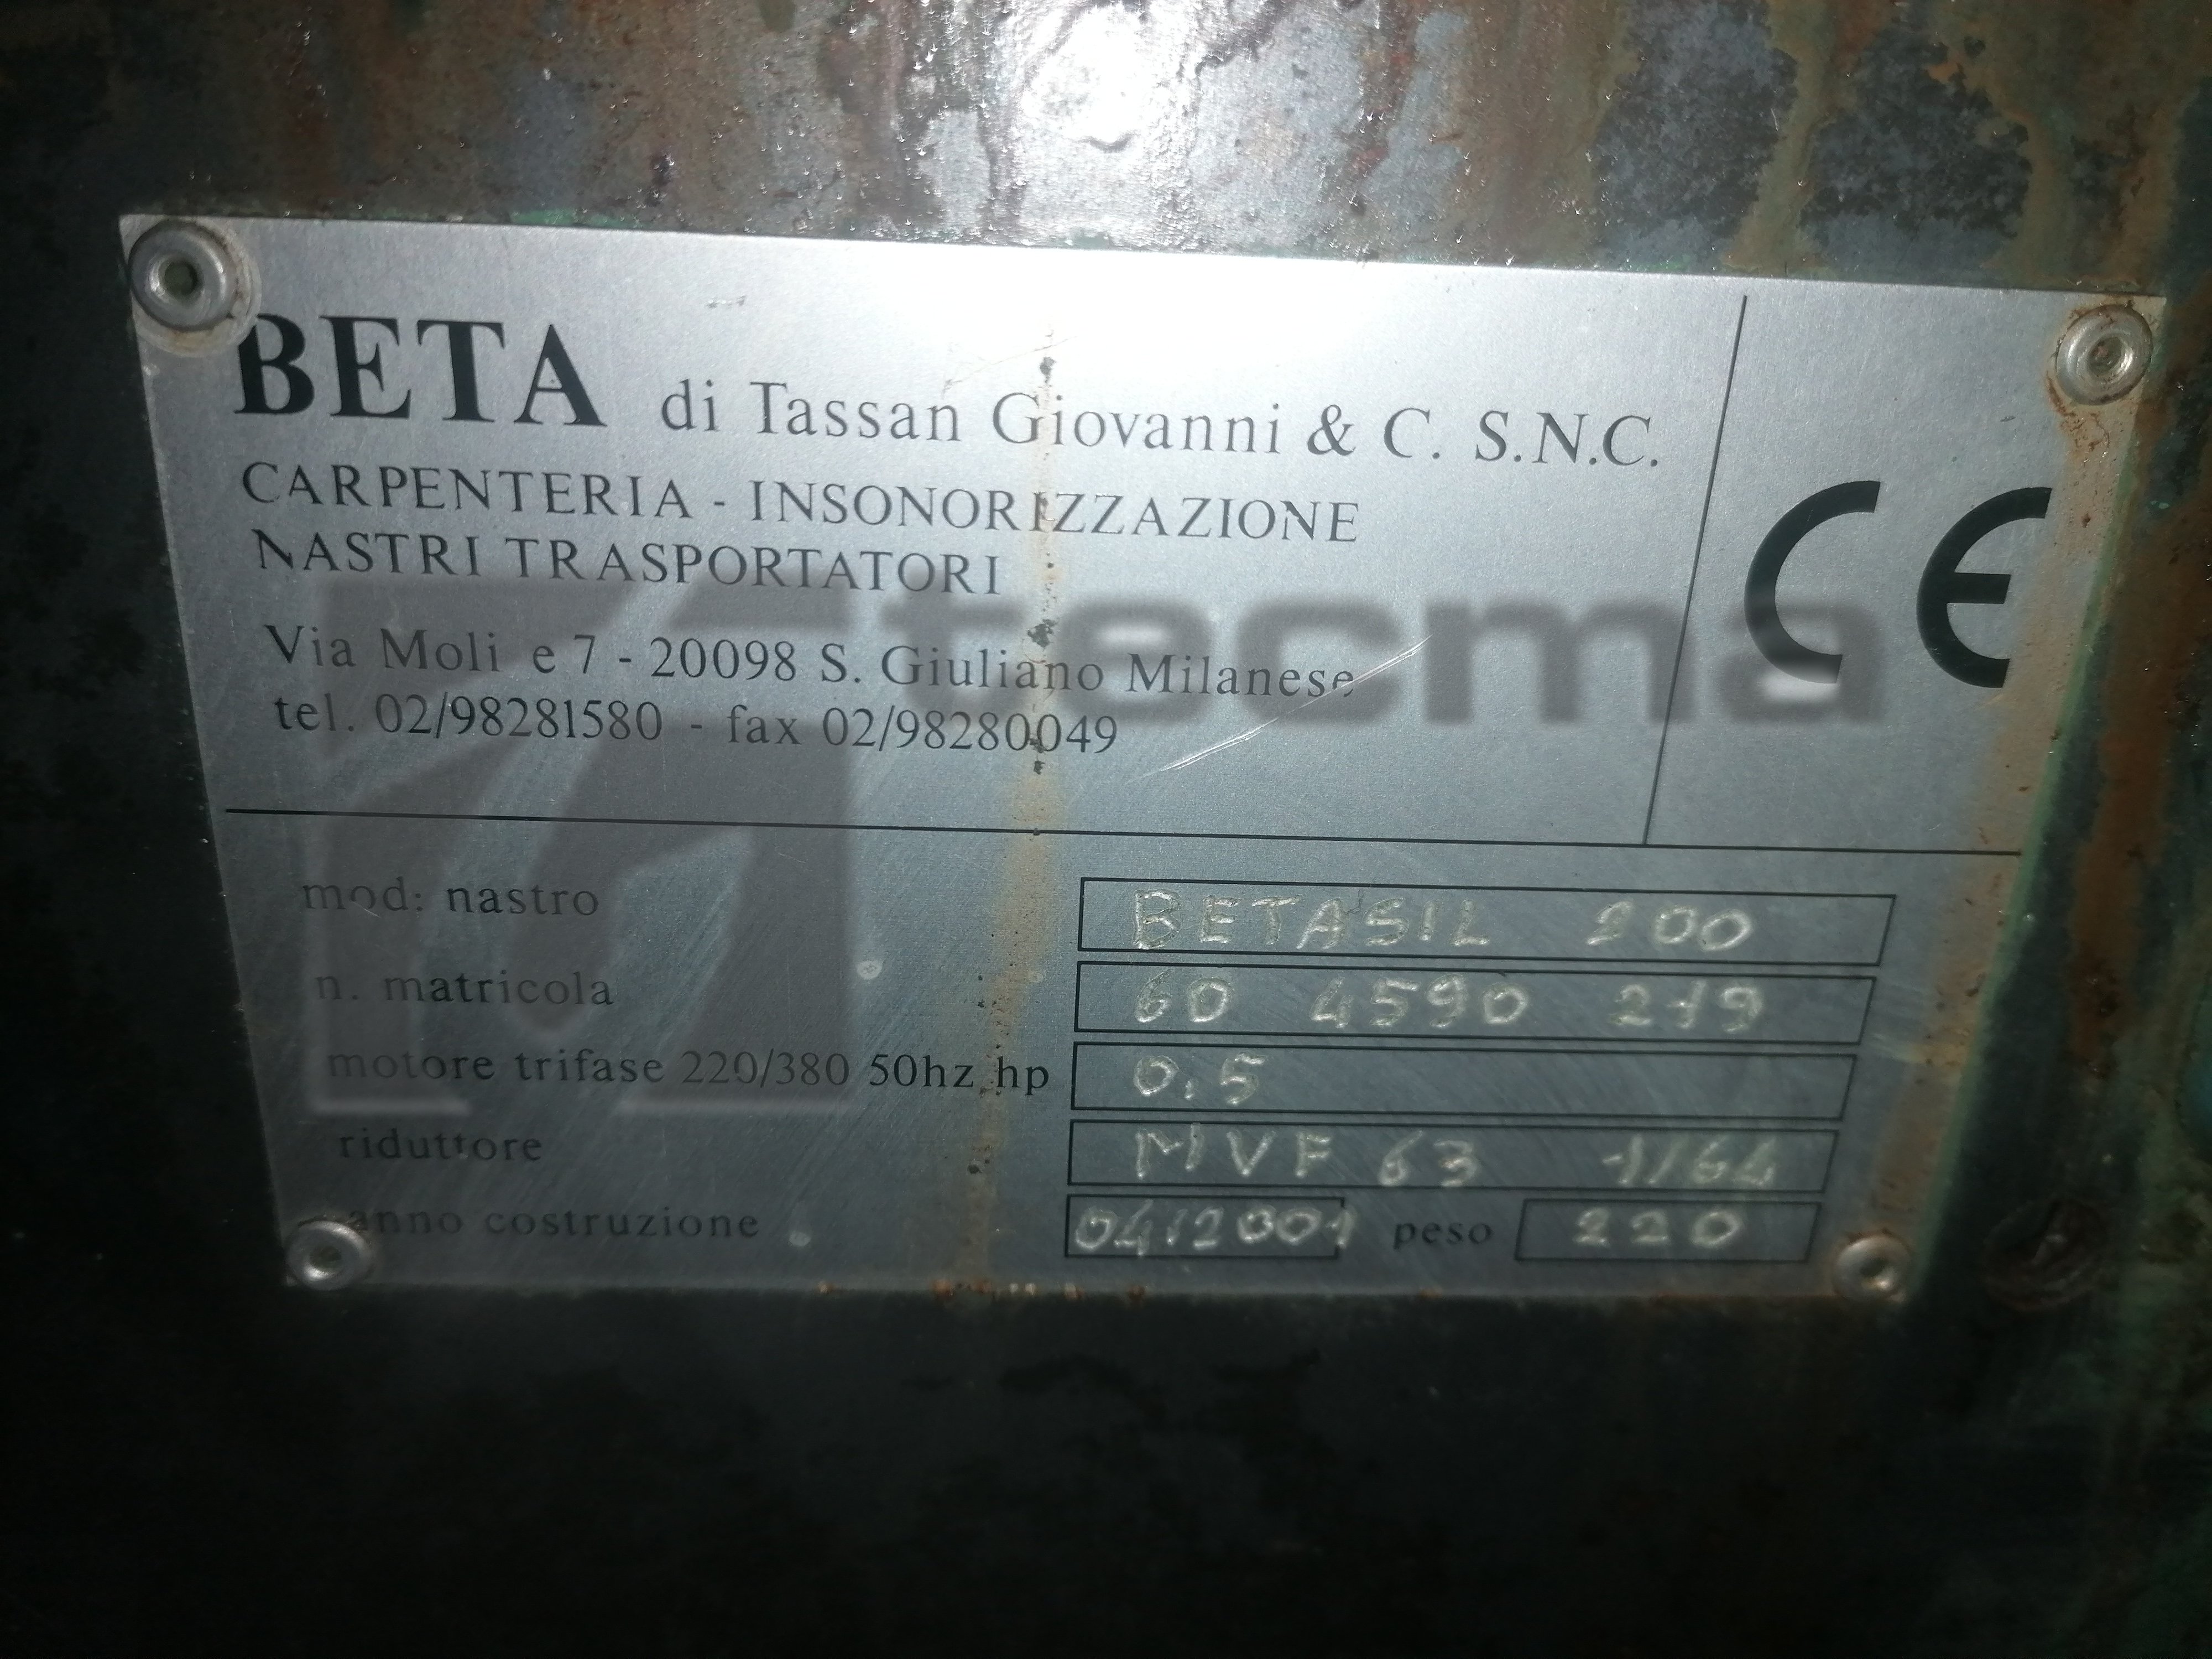 BETA di Tassan Giovanni & C. S.N.C.
CARPENTERIA - INSONORIZZAZIONE
NASTRI TRASPORTATORI
CE
tecma
Via Moli e 7 - 20098 S. Giuliano Milanese
tel. 02/98281580 - fax 02/98280049
mod: nastro BETASIL 200
n. matricola 60 4590 219
motore trifase 220/380 50hz hp 0.5
riduttore MVF 63 1/64
anno costruzione 04/2001 peso 220